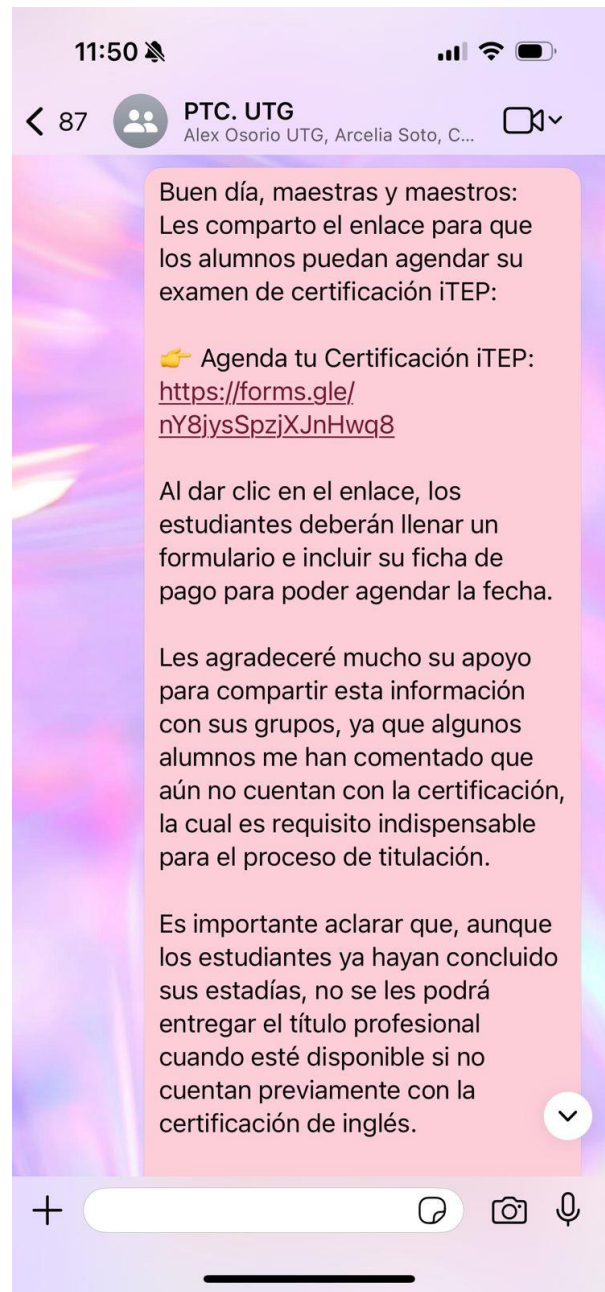 11:50
87
PTC. UTG
Alex Osorio UTG, Arcelia Soto, C...
Buen día, maestras y maestros:
Les comparto el enlace para que
los alumnos puedan agendar su
examen de certificación iTEP:
👉 Agenda tu Certificación iTEP:
https://forms.gle/
nY8jysSpzjXJnHwq8
Al dar clic en el enlace, los
estudiantes deberán llenar un
formulario e incluir su ficha de
pago para poder agendar la fecha.
Les agradeceré mucho su apoyo
para compartir esta información
con sus grupos, ya que algunos
alumnos me han comentado que
aún no cuentan con la certificación,
la cual es requisito indispensable
para el proceso de titulación.
Es importante aclarar que, aunque
los estudiantes ya hayan concluido
sus estadías, no se les podrá
entregar el título profesional
cuando esté disponible si no
cuentan previamente con la
certificación de inglés.